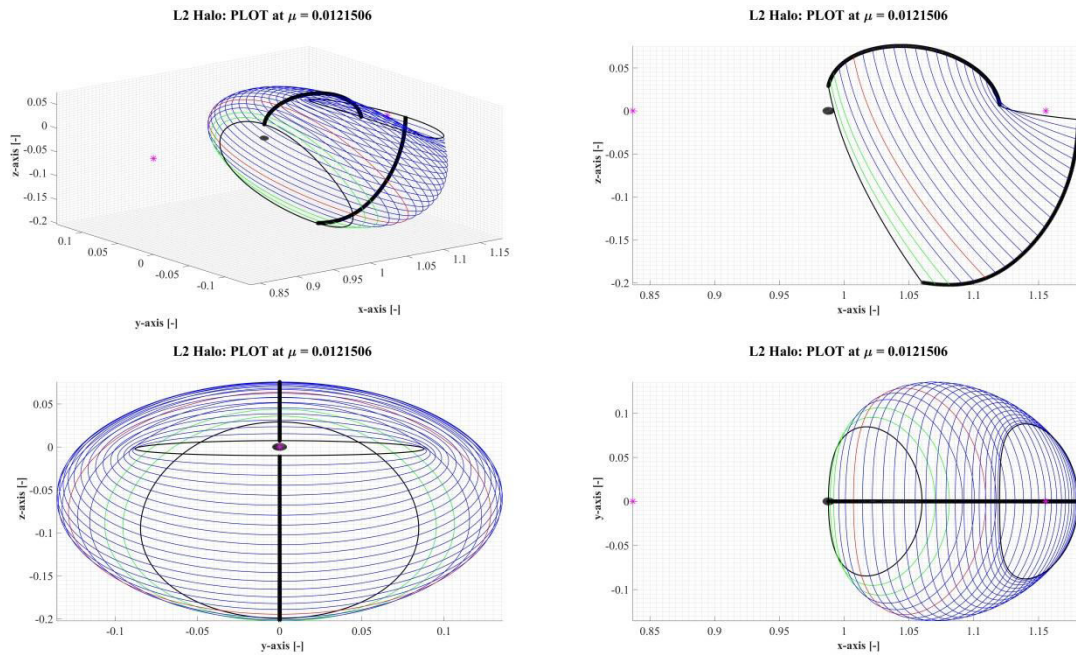 L2 Halo: PLOT at μ = 0.0121506
0.05
0
-0.05
-0.1
-0.15
-0.2
z-axis [-]
0.1
0.05
0
-0.05
-0.1
y-axis [-]
0.85
0.9
0.95
1
1.05
1.1
1.15
x-axis [-]
L2 Halo: PLOT at μ = 0.0121506
0.05
0
-0.05
-0.1
-0.15
-0.2
z-axis [-]
0.85 0.9 0.95 1 1.05 1.1 1.15
x-axis [-]
L2 Halo: PLOT at μ = 0.0121506
0.05
0
-0.05
-0.1
-0.15
-0.2
z-axis [-]
-0.1 -0.05 0 0.05 0.1
y-axis [-]
L2 Halo: PLOT at μ = 0.0121506
0.1
0.05
0
-0.05
-0.1
y-axis [-]
0.85 0.9 0.95 1 1.05 1.1 1.15
x-axis [-]